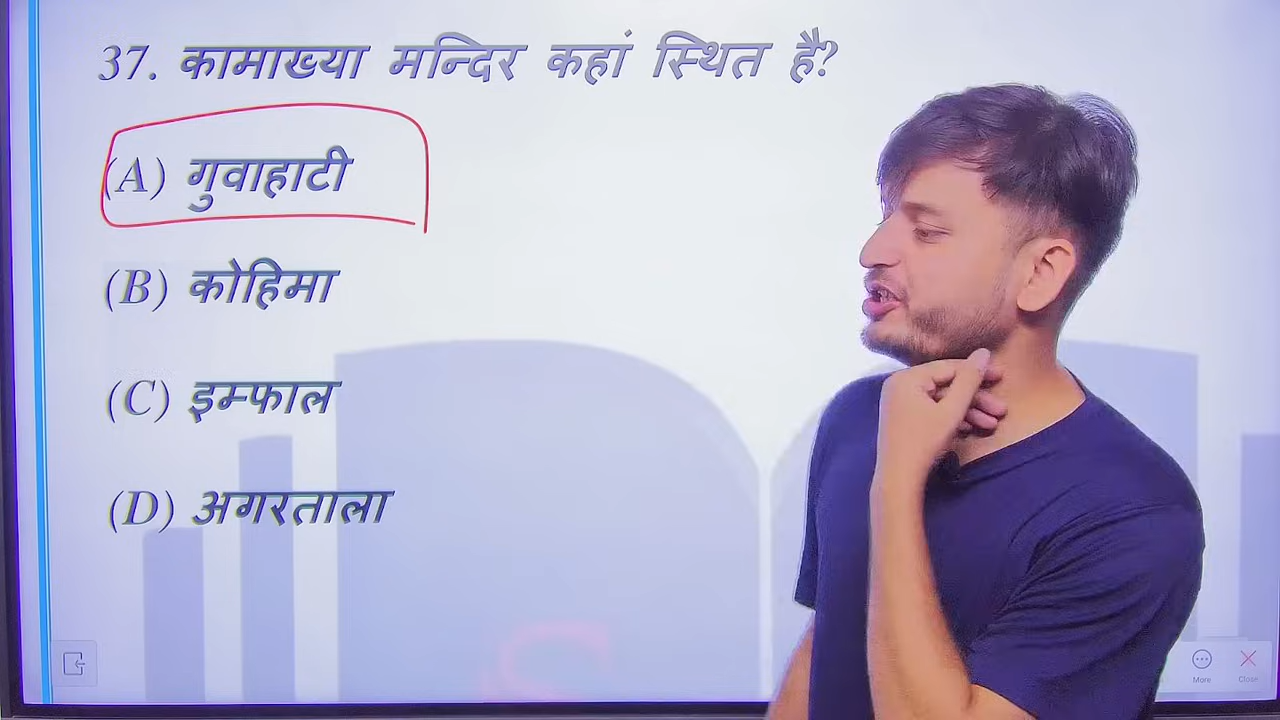 37. कामाख्या मन्दिर कहां स्थित है?
(A) गुवाहाटी
(B) कोहिमा
(C) इम्फाल
(D) अगरताला
More Close